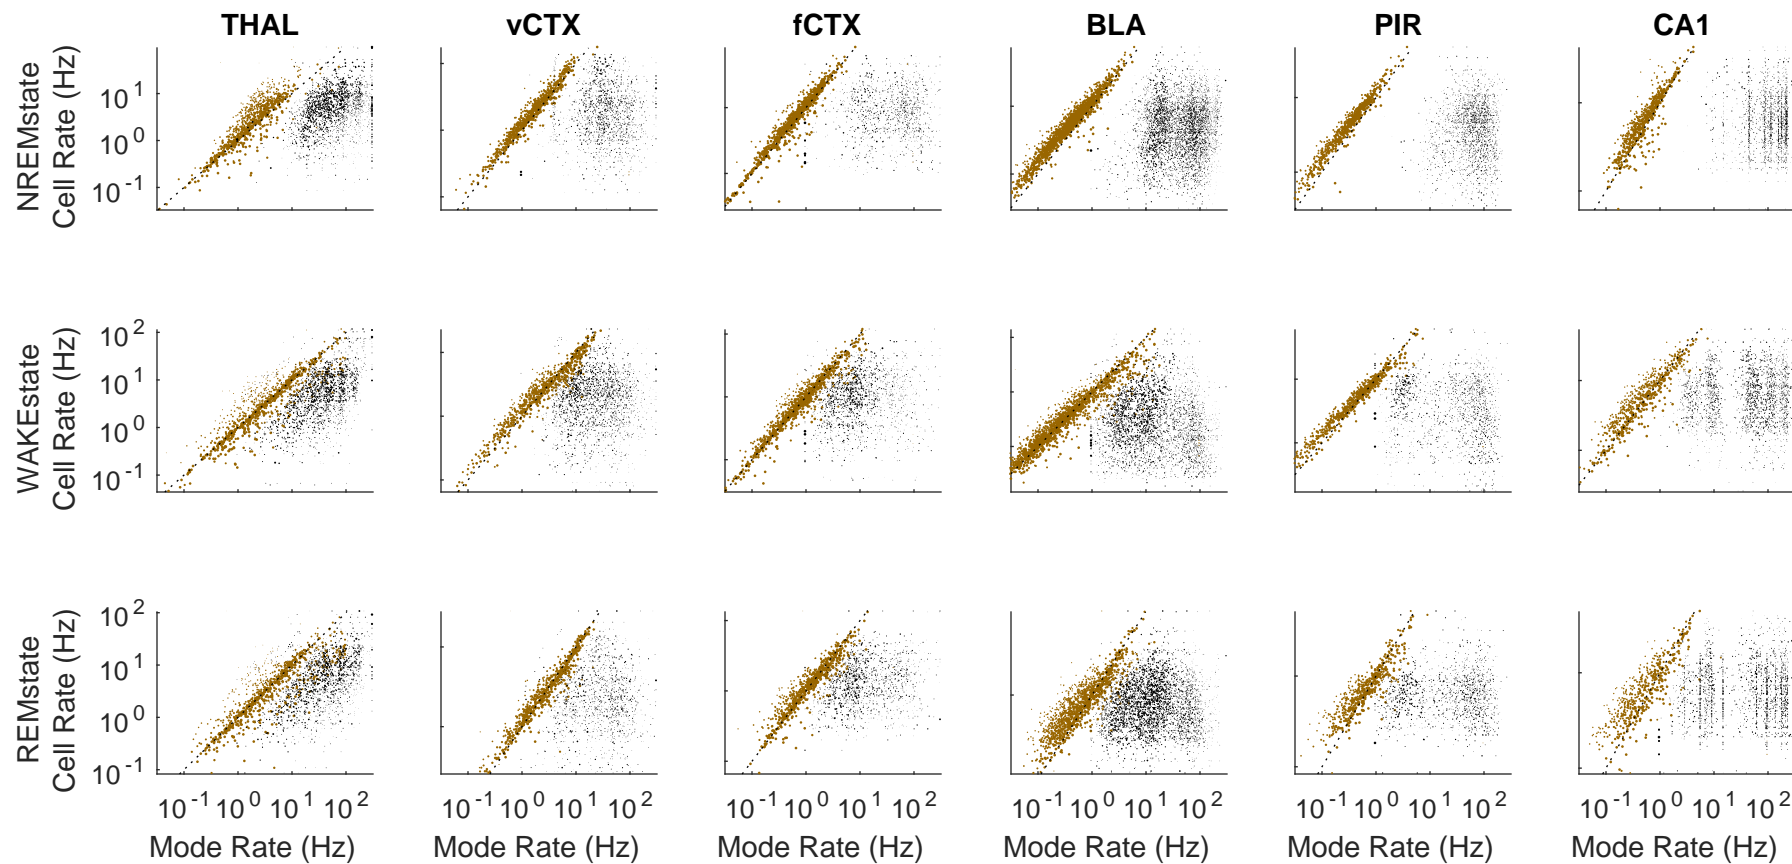 THAL vCTX fCTX BLA PIR CA1
NREMstate
Cell Rate (Hz)
10^1
10^0
10^-1
WAKEstate
Cell Rate (Hz)
10^2
10^1
10^0
10^-1
REMstate
Cell Rate (Hz)
10^2
10^1
10^0
10^-1
10^-1 10^0 10^1 10^2 10^-1 10^0 10^1 10^2 10^-1 10^0 10^1 10^2 10^-1 10^0 10^1 10^2 10^-1 10^0 10^1 10^2 10^-1 10^0 10^1 10^2
Mode Rate (Hz) Mode Rate (Hz) Mode Rate (Hz) Mode Rate (Hz) Mode Rate (Hz) Mode Rate (Hz)